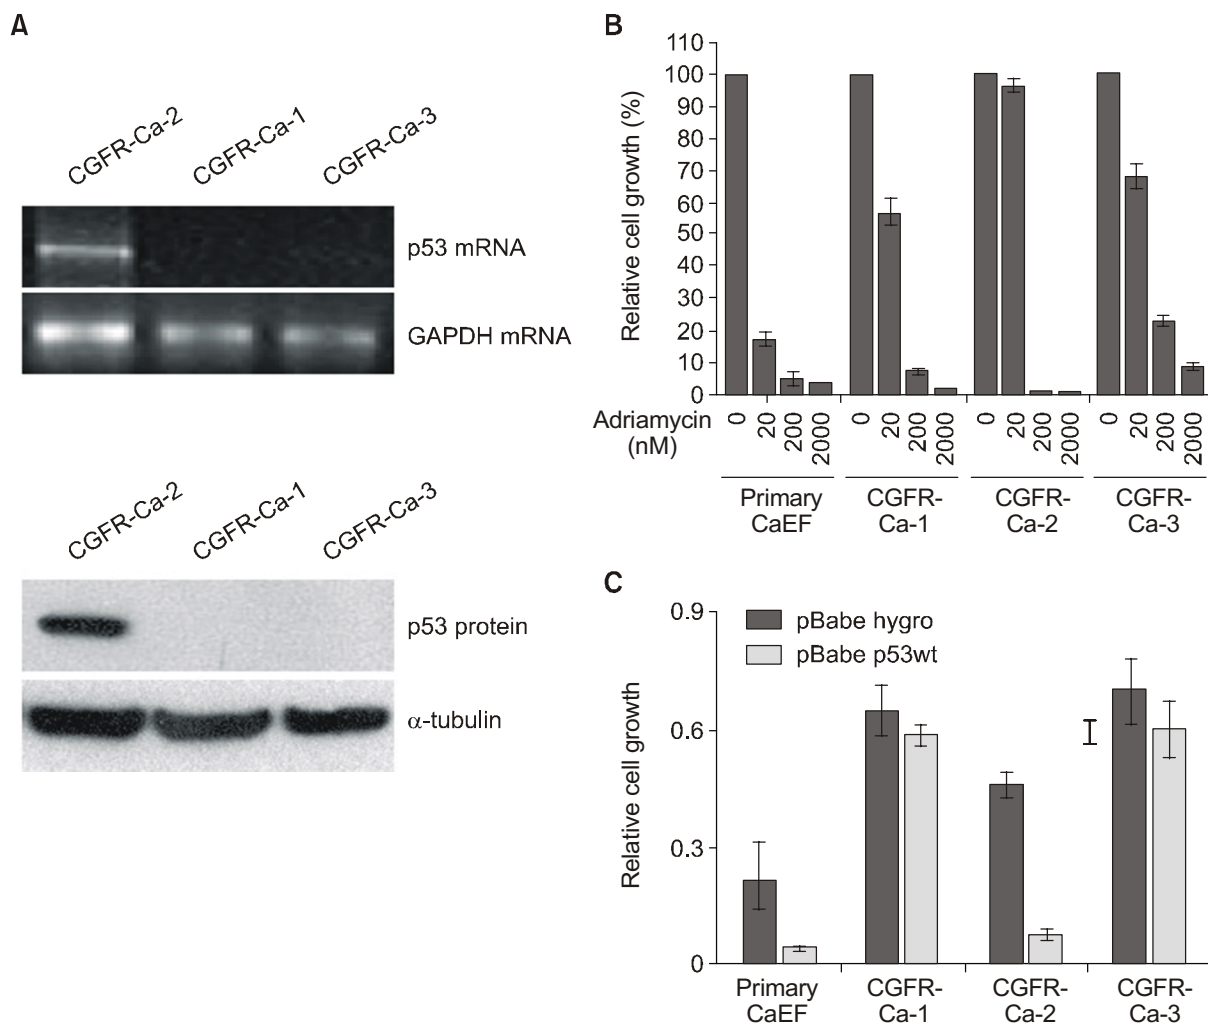 A
CGFR-Ca-2
CGFR-Ca-1
CGFR-Ca-3
p53 mRNA
GAPDH mRNA
CGFR-Ca-2
CGFR-Ca-1
CGFR-Ca-3
p53 protein
α-tubulin
B
Relative cell growth (%)
110
100
90
80
70
60
50
40
30
20
10
0
Adriamycin
(nM)
0 20 200 2000 0 20 200 2000 0 20 200 2000 0 20 200 2000
Primary CGFR- CGFR- CGFR-
CaEF Ca-1 Ca-2 Ca-3
C
Relative cell growth
0.9
0.6
0.3
0
pBabe hygro
pBabe p53wt
Primary CGFR- CGFR- CGFR-
CaEF Ca-1 Ca-2 Ca-3